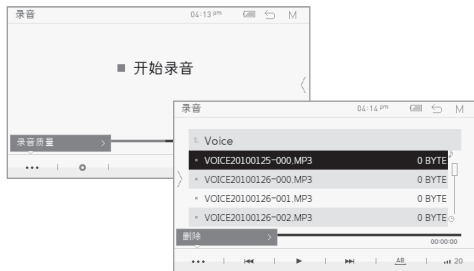 录音 04:13 PM M
■ 开始录音
录音质量
录音 04:14 PM M
Voice
VOICE20100125-000.MP3 0 BYTE
VOICE20100126-000.MP3 0 BYTE
VOICE20100126-001.MP3 0 BYTE
VOICE20100126-002.MP3 0 BYTE
删除
00:00:00
AB 20